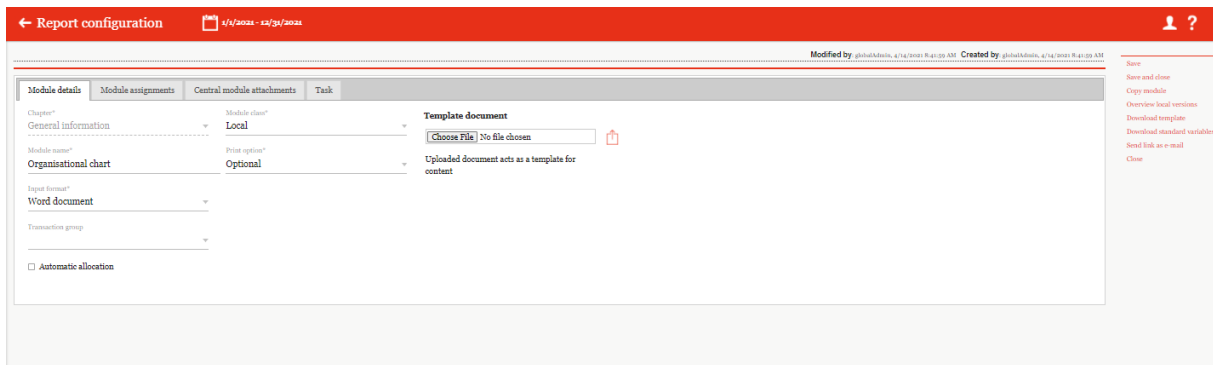 Report configuration
1/1/2021 - 12/31/2021
?
Modified by: globalAdmin, 4/14/2021 8:41:59 AM Created by: globalAdmin, 4/14/2021 8:41:59 AM
Module details Module assignments Central module attachments Task
Chapter* Module class*
General information Local
Module name* Print option*
Organisational chart Optional
Input format*
Word document
Transaction group
Automatic allocation
Template document
Choose File No file chosen
Uploaded document acts as a template for
content
Save
Save and close
Copy module
Overview local versions
Download template
Download standard variables
Send link as e-mail
Close